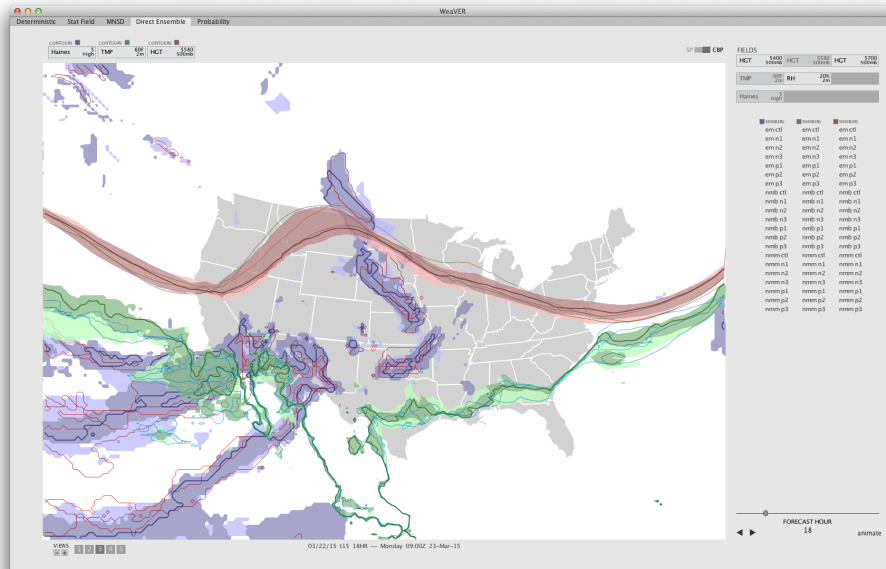 WeaVER
Deterministic Stat Field MNSD Direct Ensemble Probability
CONTOUR: CONTOUR: CONTOUR:
Haines 5 High TMP 60F 2m HGT 5580 500mb
SP CBP
FIELDS
HGT 5400 500mb HGT 5580 500mb HGT 5700 500mb
TMP 60F 2m RH 20% 2m
Haines 5 High
MEMBERS MEMBERS MEMBERS
em ctl em ctl em ctl
em n1 em n1 em n1
em n2 em n2 em n2
em n3 em n3 em n3
em p1 em p1 em p1
em p2 em p2 em p2
em p3 em p3 em p3
nmb ctl nmb ctl nmb ctl
nmb n1 nmb n1 nmb n1
nmb n2 nmb n2 nmb n2
nmb n3 nmb n3 nmb n3
nmb p1 nmb p1 nmb p1
nmb p2 nmb p2 nmb p2
nmb p3 nmb p3 nmb p3
nmm ctl nmm ctl nmm ctl
nmm n1 nmm n1 nmm n1
nmm n2 nmm n2 nmm n2
nmm n3 nmm n3 nmm n3
nmm p1 nmm p1 nmm p1
nmm p2 nmm p2 nmm p2
nmm p3 nmm p3 nmm p3
FORECAST HOUR
18
animate
VIEWS
- + 1 2 3 4 5
03/22/15 t15 18HR --- Monday 09:00Z 23-Mar-15